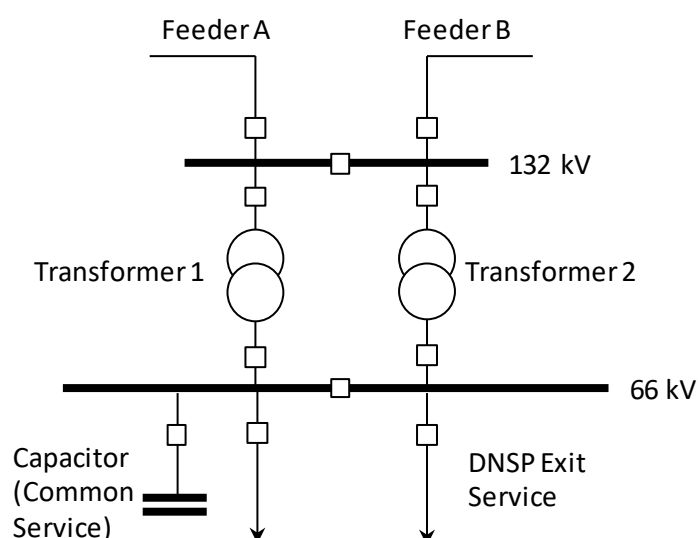 Feeder A
Feeder B
132 kV
Transformer 1
Transformer 2
66 kV
Capacitor
(Common
Service)
DNSP Exit
Service